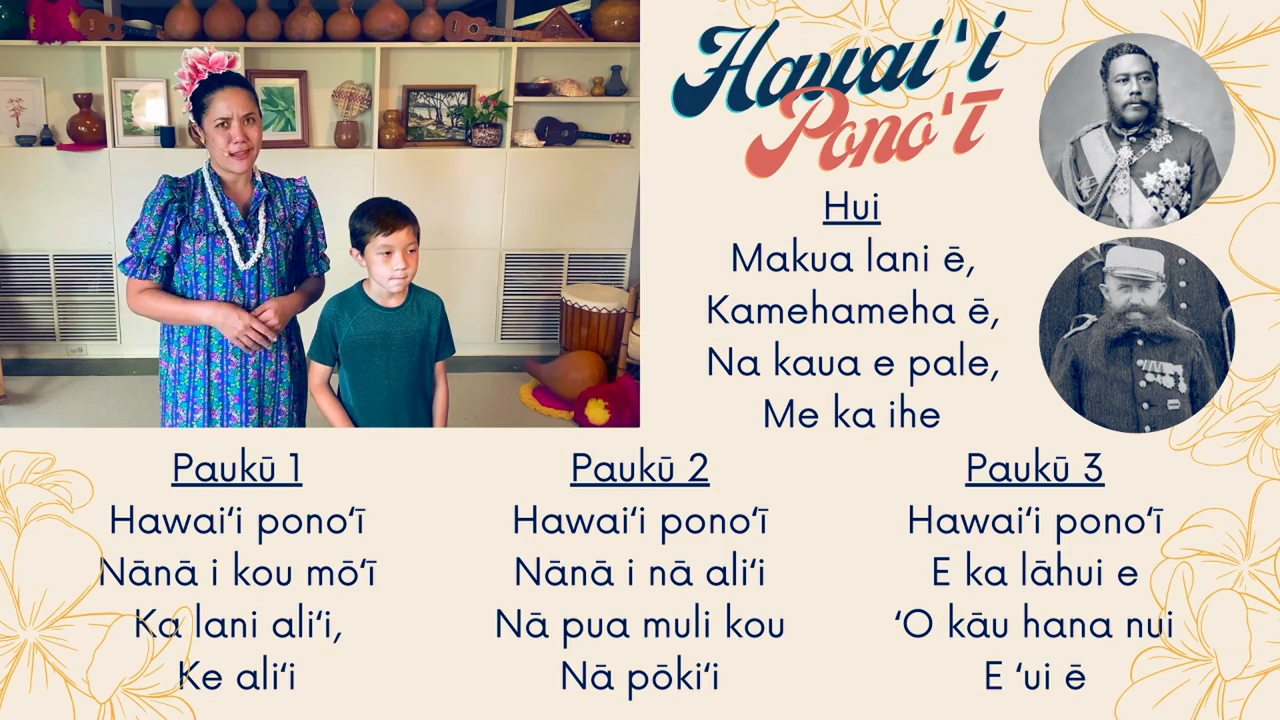 Hawaiʻi
Ponoʻī
Hui
Makua lani ē,
Kamehameha ē,
Na kaua e pale,
Me ka ihe
Paukū 1
Hawaiʻi ponoʻī
Nānā i kou mōʻī
Ka lani aliʻi,
Ke aliʻi
Paukū 2
Hawaiʻi ponoʻī
Nānā i nā aliʻi
Nā pua muli kou
Nā pōkiʻi
Paukū 3
Hawaiʻi ponoʻī
E ka lāhui e
ʻO kāu hana nui
E ʻui ē